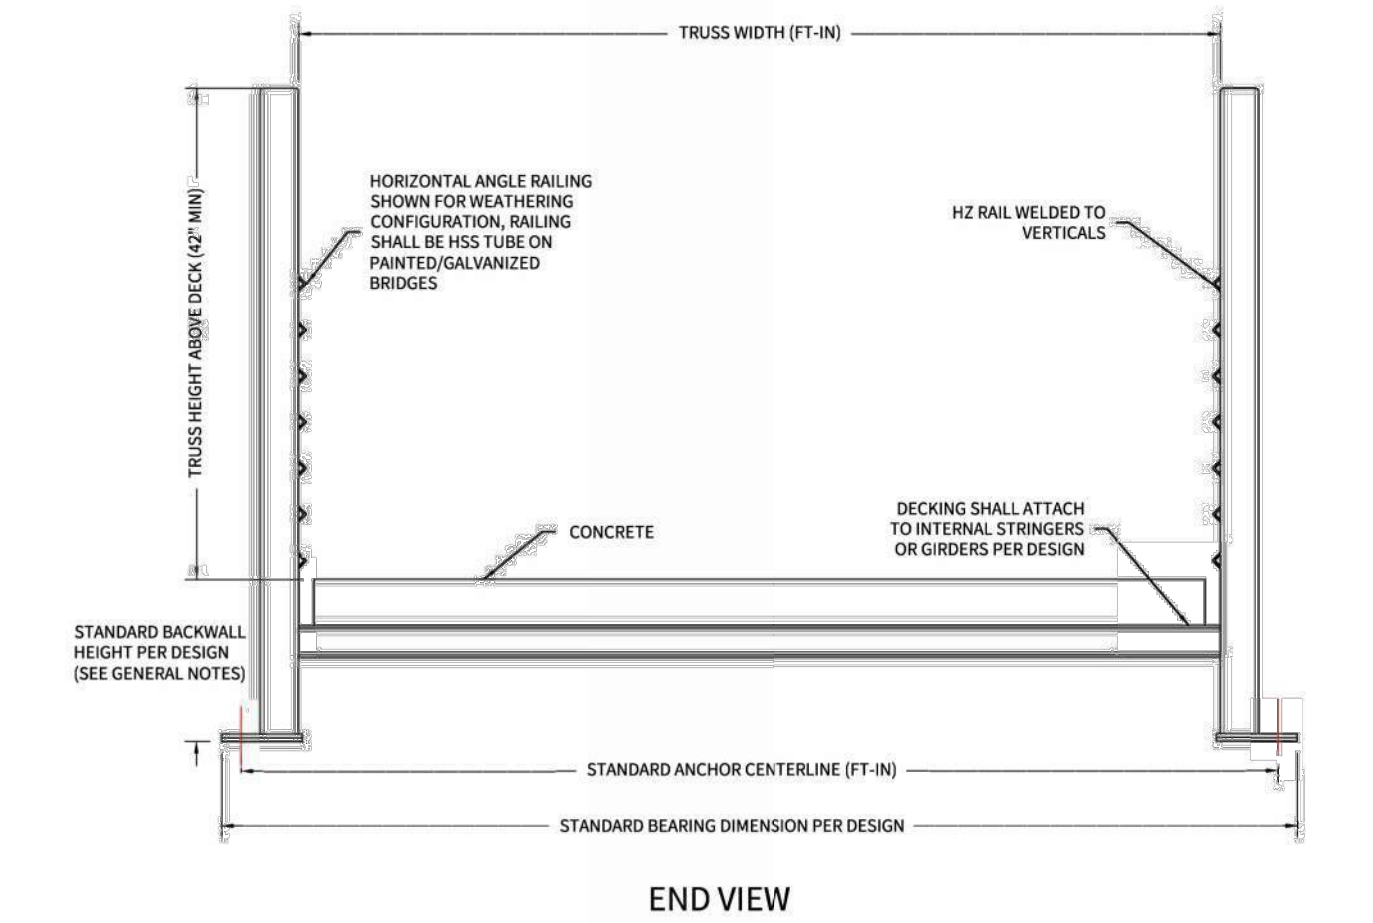 TRUSS WIDTH (FT-IN)
HORIZONTAL ANGLE RAILING
SHOWN FOR WEATHERING
CONFIGURATION, RAILING
SHALL BE HSS TUBE ON
PAINTED/GALVANIZED
BRIDGES
HZ RAIL WELDED TO
VERTICALS
TRUSS HEIGHT ABOVE DECK (42" MIN)
CONCRETE
DECKING SHALL ATTACH
TO INTERNAL STRINGERS
OR GIRDERS PER DESIGN
STANDARD BACKWALL
HEIGHT PER DESIGN
(SEE GENERAL NOTES)
STANDARD ANCHOR CENTERLINE (FT-IN)
STANDARD BEARING DIMENSION PER DESIGN
END VIEW